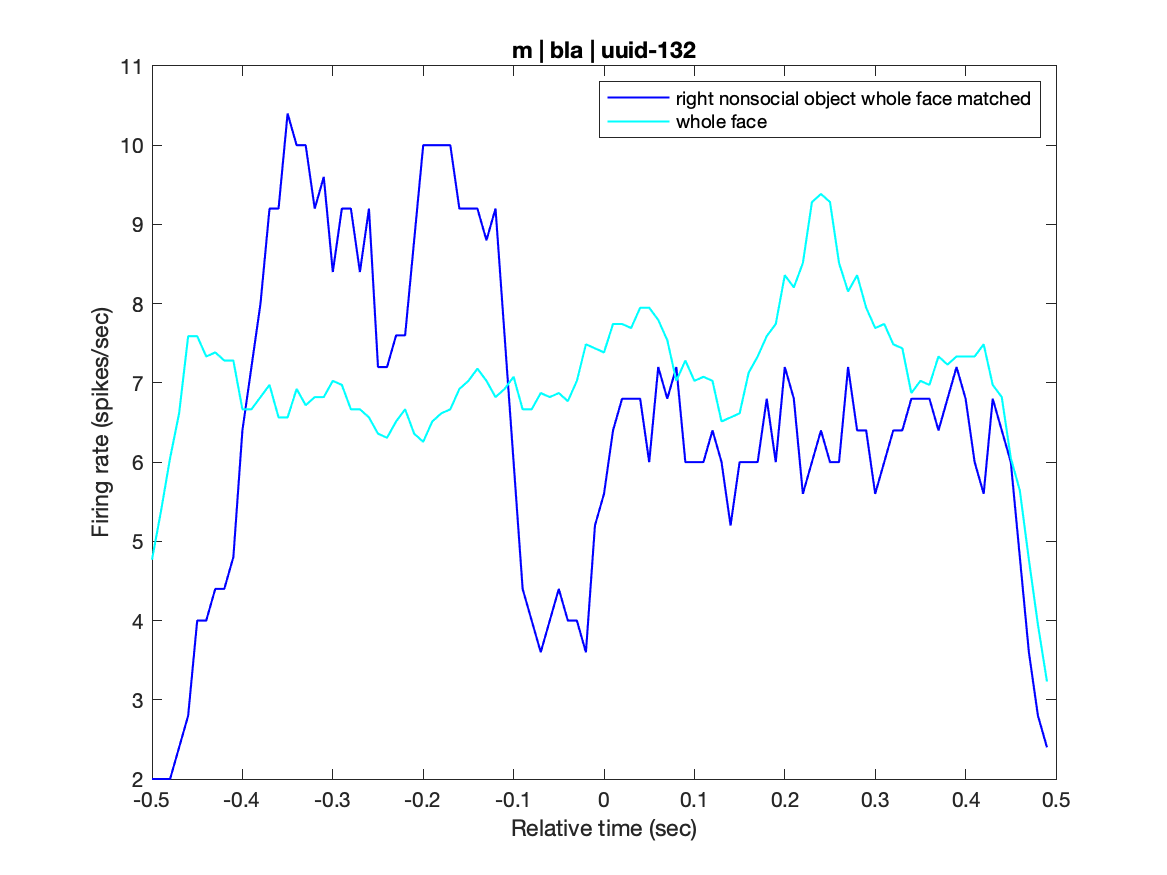 m | bla | uuid-132
right nonsocial object whole face matched
whole face
11
10
9
8
7
6
5
4
3
2
Firing rate (spikes/sec)
-0.5 -0.4 -0.3 -0.2 -0.1 0 0.1 0.2 0.3 0.4 0.5
Relative time (sec)